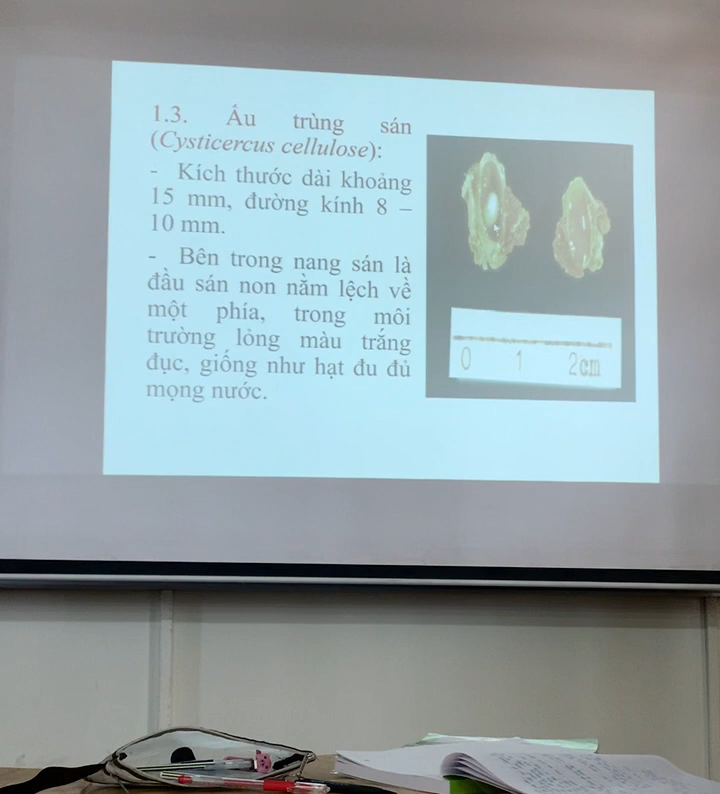 1.3. Ấu trùng sán
(Cysticercus cellulose):
- Kích thước dài khoảng
15 mm, đường kính 8 –
10 mm.
- Bên trong nang sán là
đầu sán non nằm lệch về
một phía, trong môi
trường lỏng màu trắng
đục, giống như hạt đu đủ
mọng nước.
0 1 2cm